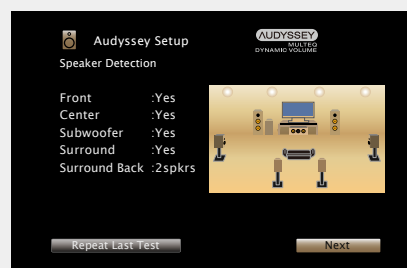 Audyssey Setup
AUDYSSEY
MULTEQ
DYNAMIC VOLUME
Speaker Detection
Front :Yes
Center :Yes
Subwoofer :Yes
Surround :Yes
Surround Back :2spkrs
Repeat Last Test
Next